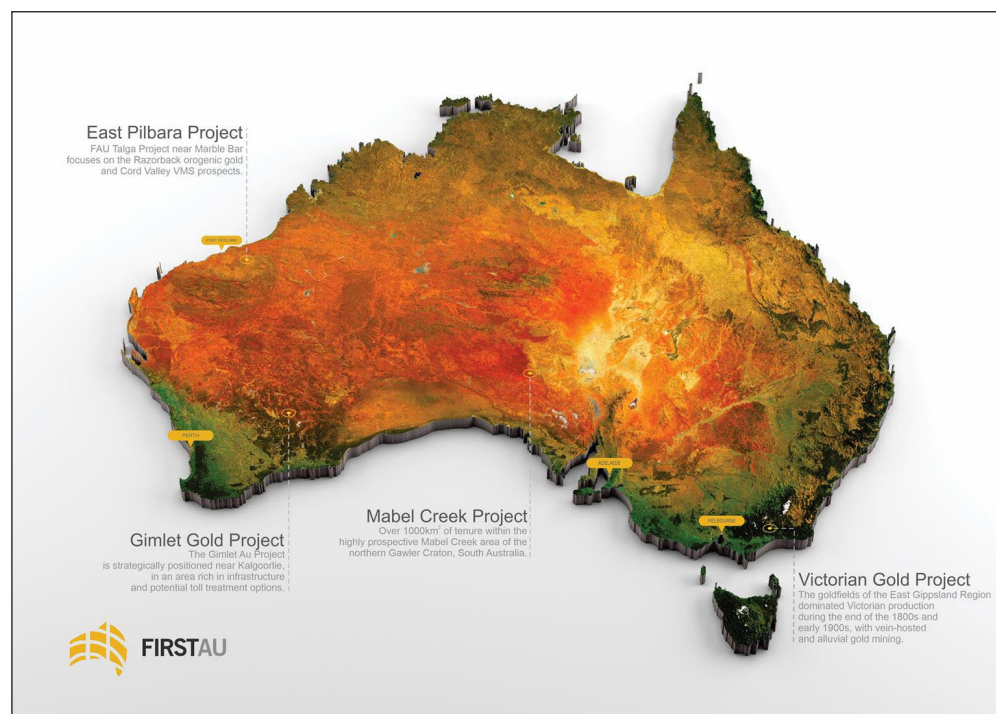 East Pilbara Project
FAU Talga Project near Marble Bar
focuses on the Razorback orogenic gold
and Cord Valley VMS prospects.
PORT HEDLAND
PERTH
ADELAIDE
MELBOURNE
Gimlet Gold Project
The Gimlet Au Project
is strategically positioned near Kalgoorlie,
in an area rich in infrastructure
and potential toll treatment options.
Mabel Creek Project
Over 1000km² of tenure within the
highly prospective Mabel Creek area of the
northern Gawler Craton, South Australia.
Victorian Gold Project
The goldfields of the East Gippsland Region
dominated Victorian production
during the end of the 1800s and
early 1900s, with vein-hosted
and alluvial gold mining.
FIRSTAU